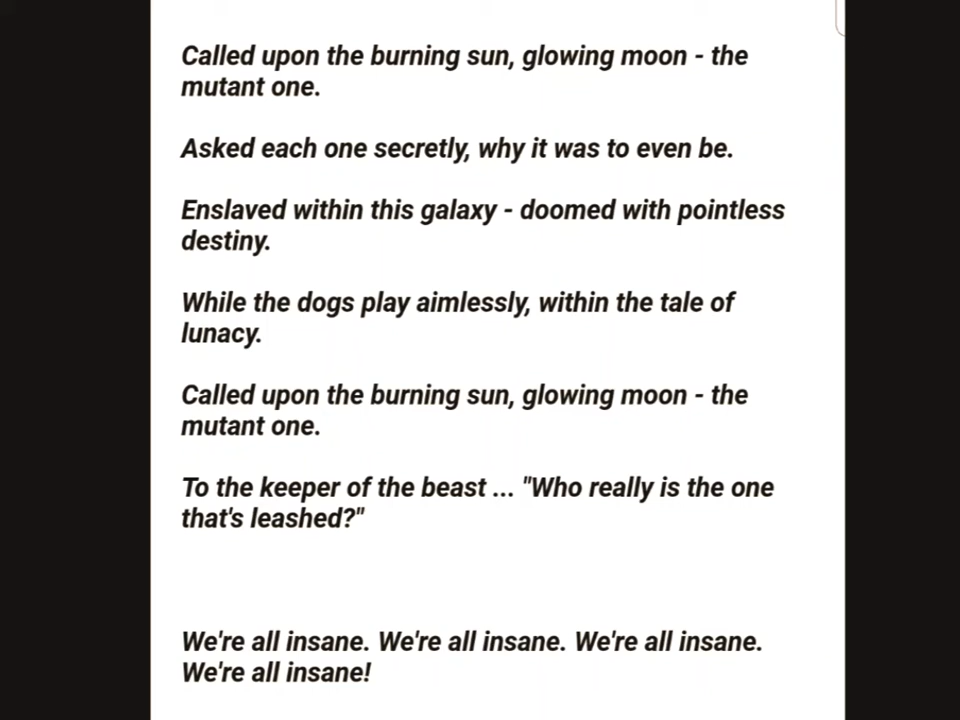 Called upon the burning sun, glowing moon - the
mutant one.
Asked each one secretly, why it was to even be.
Enslaved within this galaxy - doomed with pointless
destiny.
While the dogs play aimlessly, within the tale of
lunacy.
Called upon the burning sun, glowing moon - the
mutant one.
To the keeper of the beast ... "Who really is the one
that's leashed?"
We're all insane. We're all insane. We're all insane.
We're all insane!